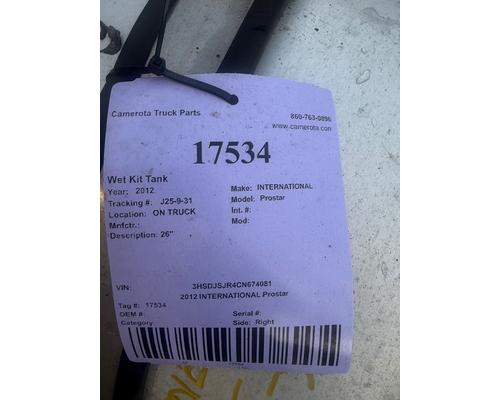 Camerota Truck Parts 860-763-0896
www.camerota.com
17534
Wet Kit Tank
Year: 2012 Make: INTERNATIONAL
Tracking #: J25-9-31 Model: Prostar
Location: ON TRUCK Int. #:
Mnfctr.: Mod:
Description: 26"
VIN: 3HSDJSJR4CN674081
2012 INTERNATIONAL Prostar
Tag #: 17534
OEM #: Serial #:
Category: Side: Right
17534